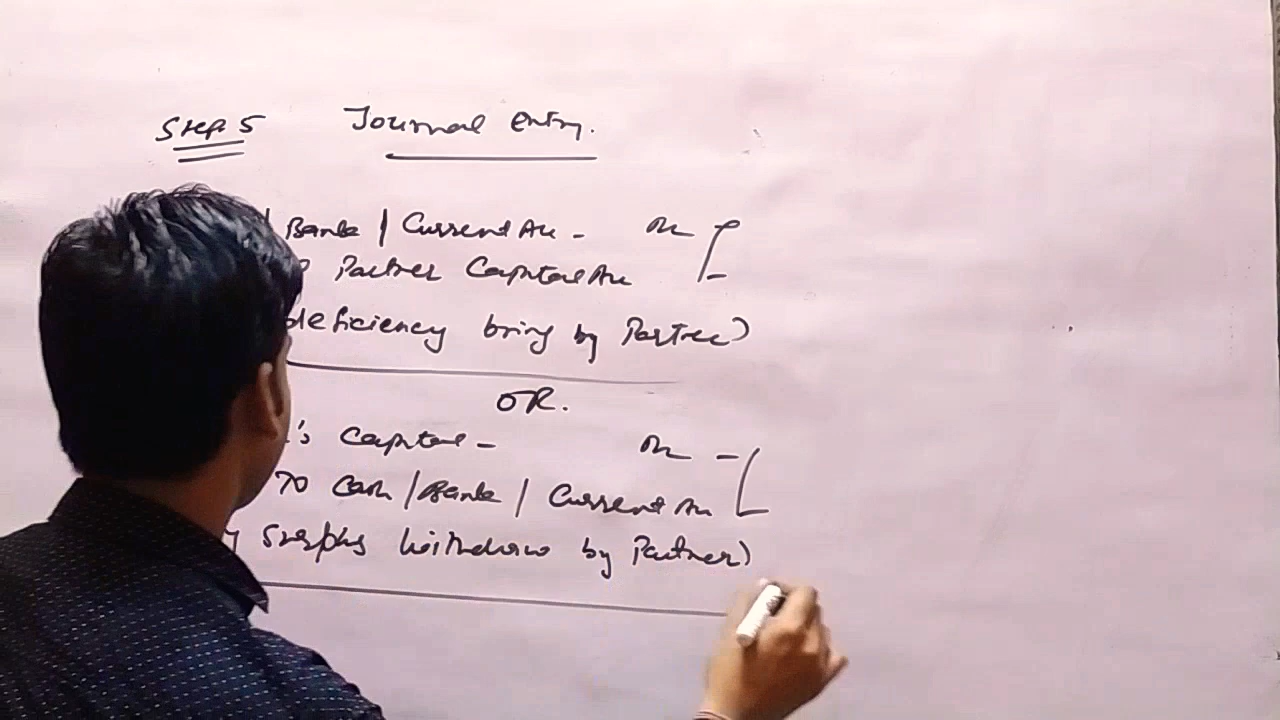 Step 5 Journal Entry.
Bank / Current A/c - Dr
Partner Capital A/c
deficiency bring by Partner)
OR.
's Capital - Dr -
To Cash / Bank / Current A/c
Surplus withdraw by Partner)